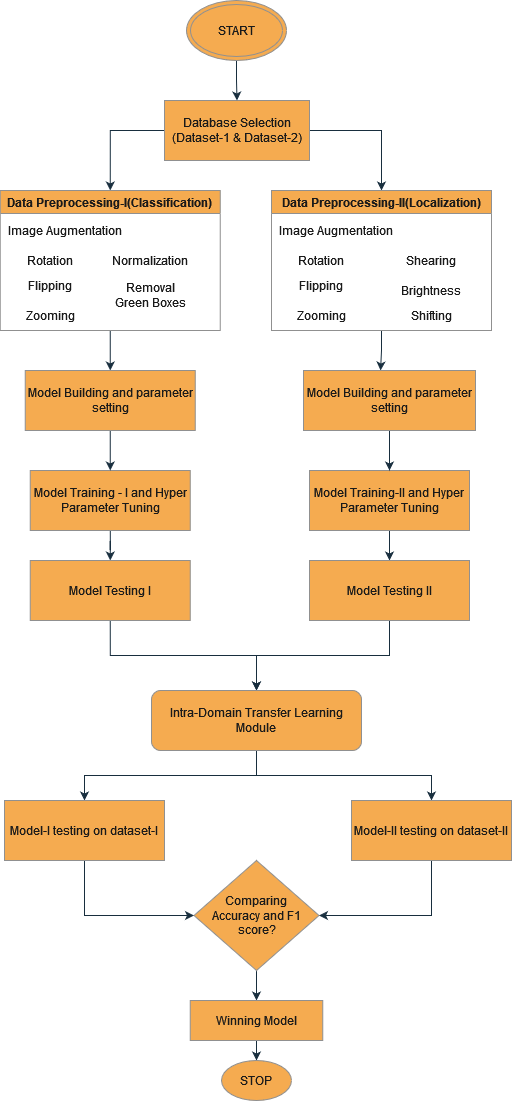 START
Database Selection
(Dataset-1 & Dataset-2)
Data Preprocessing-I(Classification)
Image Augmentation
Rotation
Normalization
Flipping
Removal
Green Boxes
Zooming
Data Preprocessing-II(Localization)
Image Augmentation
Rotation
Shearing
Flipping
Brightness
Zooming
Shifting
Model Building and parameter
setting
Model Building and parameter
setting
Model Training - I and Hyper
Parameter Tuning
Model Training-II and Hyper
Parameter Tuning
Model Testing I
Model Testing II
Intra-Domain Transfer Learning
Module
Model-I testing on dataset-I
Model-II testing on dataset-II
Comparing
Accuracy and F1
score?
Winning Model
STOP